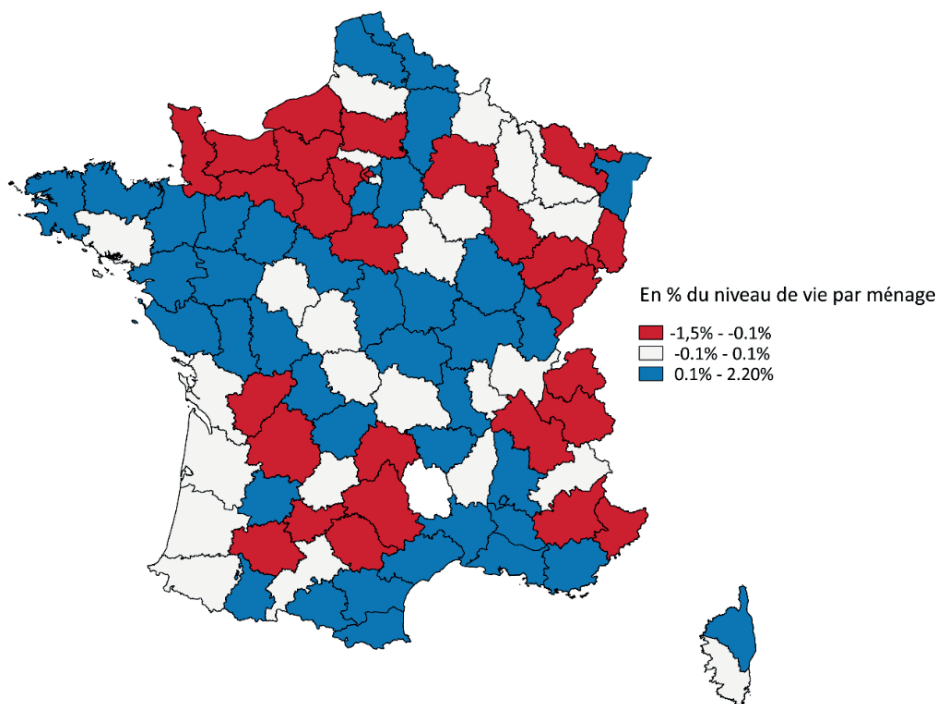 En % du niveau de vie par ménage
-1,5% - -0.1%
-0.1% - 0.1%
0.1% - 2.20%